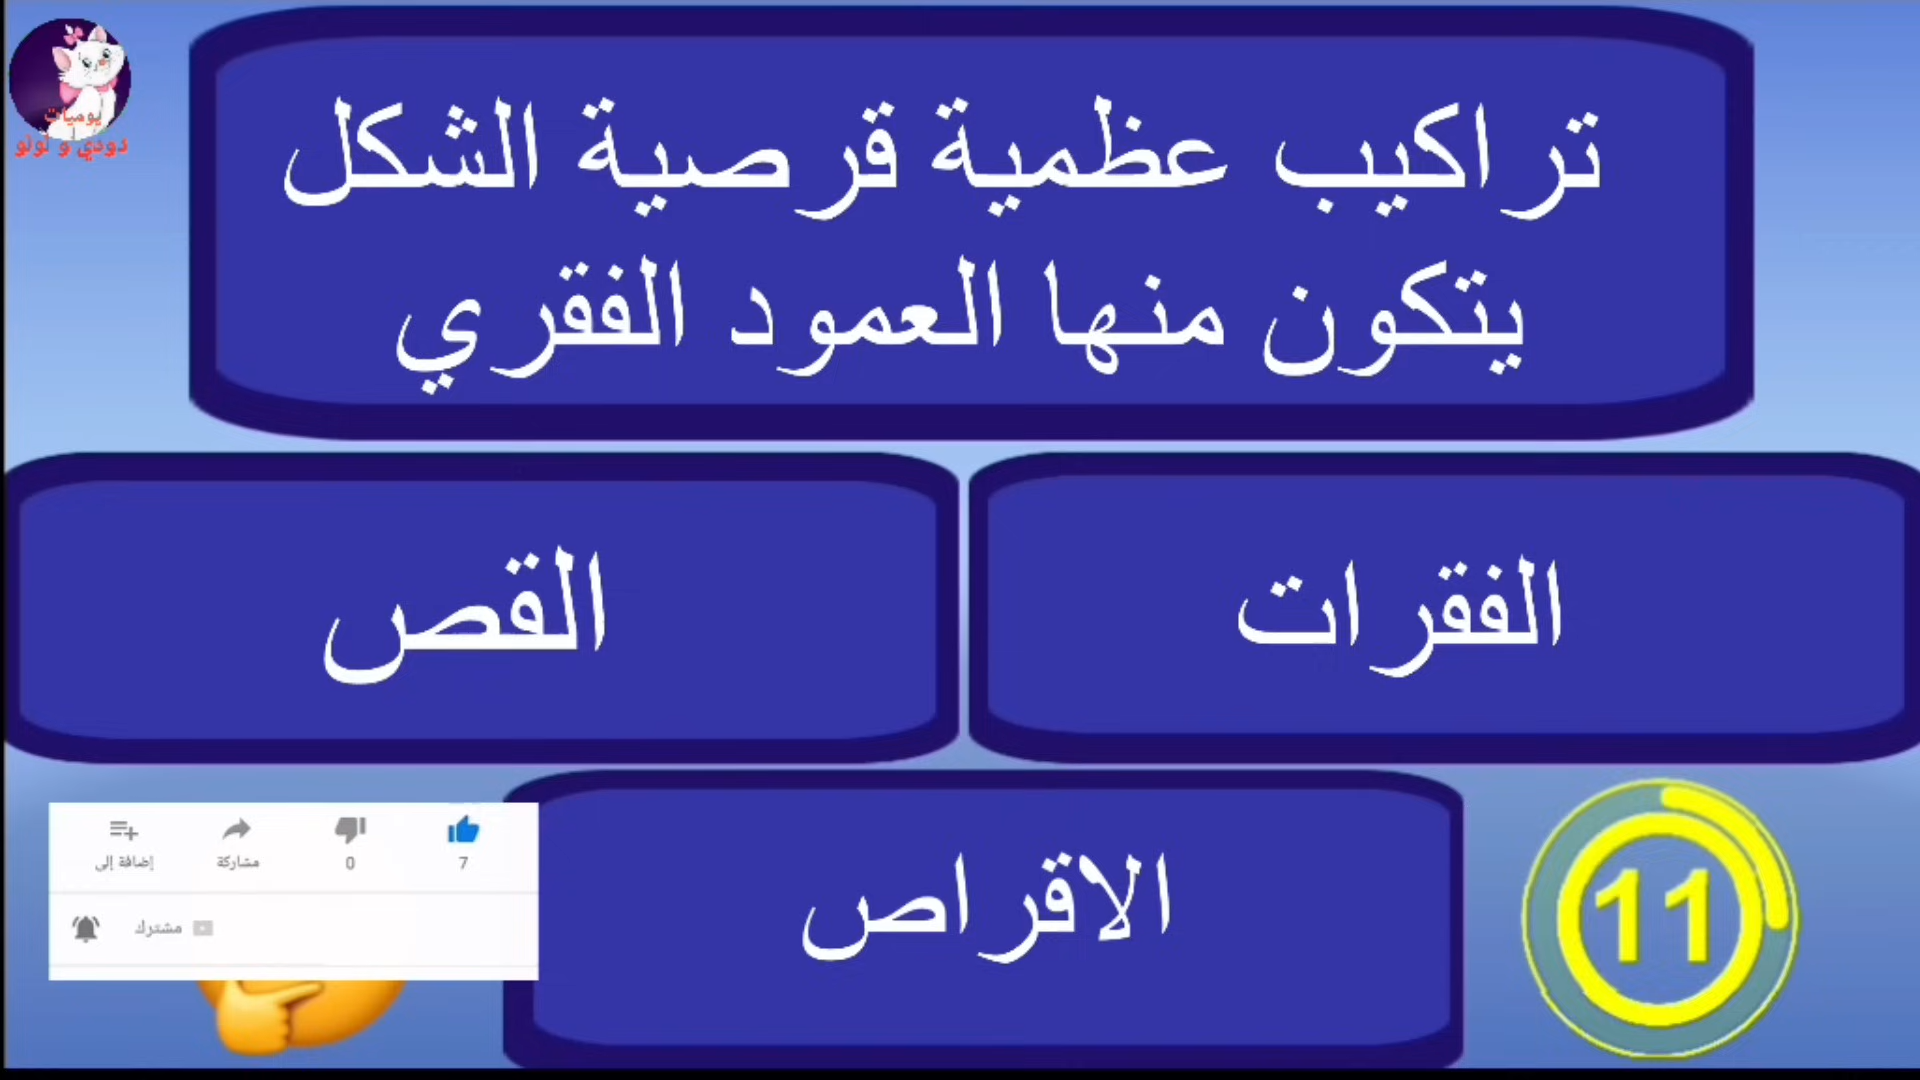 يوميات
دودي و لولو
تراكيب عظمية قرصية الشكل
يتكون منها العمود الفقري
الفقرات
القص
الاقراص
11
إضافة إلى
مشاركة
0
7
مشترك